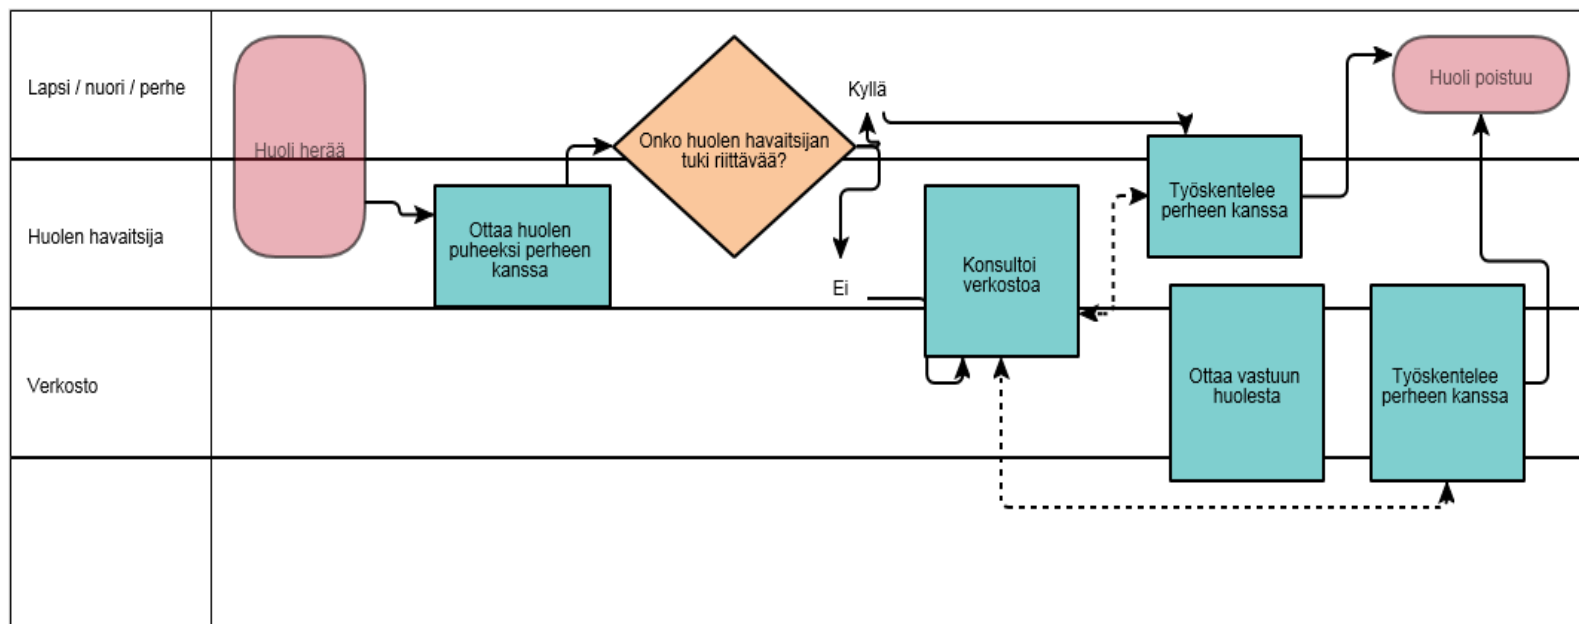 Lapsi / nuori / perhe
Huoli herää
Onko huolen havaitsijan
tuki riittävää?
Kyllä
Huoli poistuu
Huolen havaitsija
Ottaa huolen
puheeksi perheen
kanssa
Ei
Konsultoi
verkostoa
Työskentelee
perheen kanssa
Verkosto
Ottaa vastuun
huolesta
Työskentelee
perheen kanssa